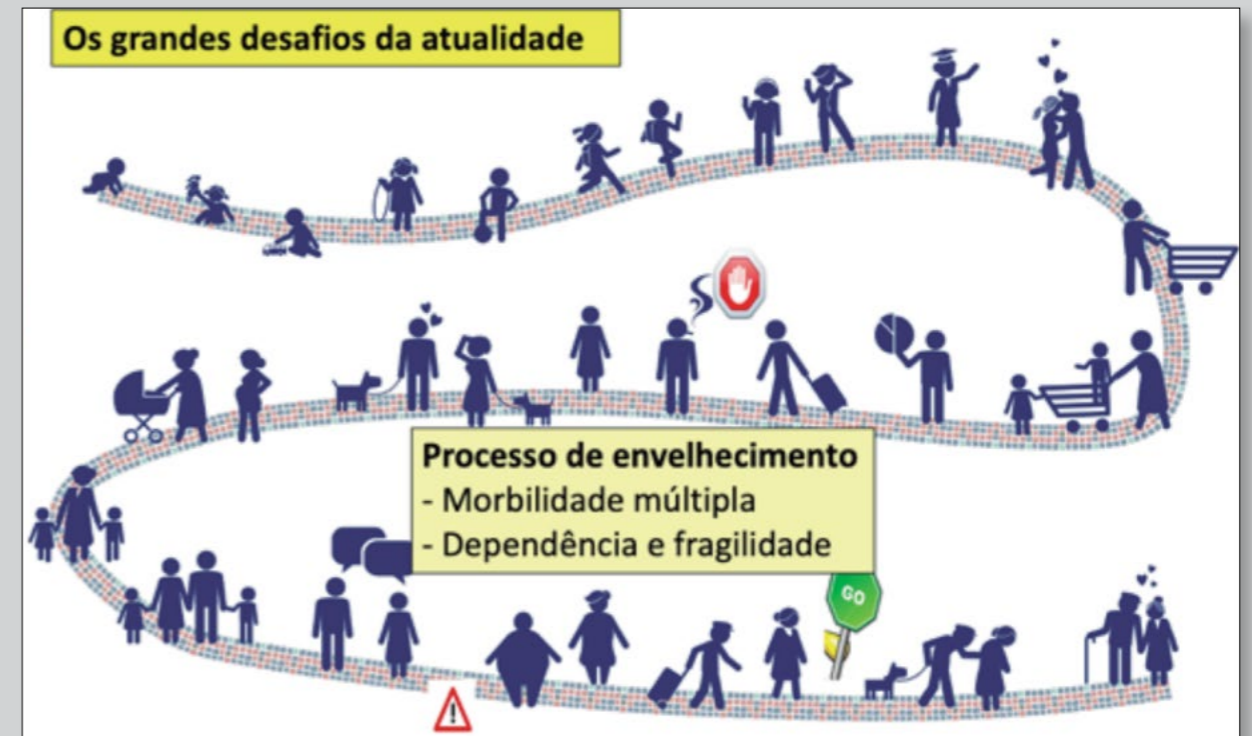 Os grandes desafios da atualidade
Processo de envelhecimento
- Morbilidade múltipla
- Dependência e fragilidade
GO
!